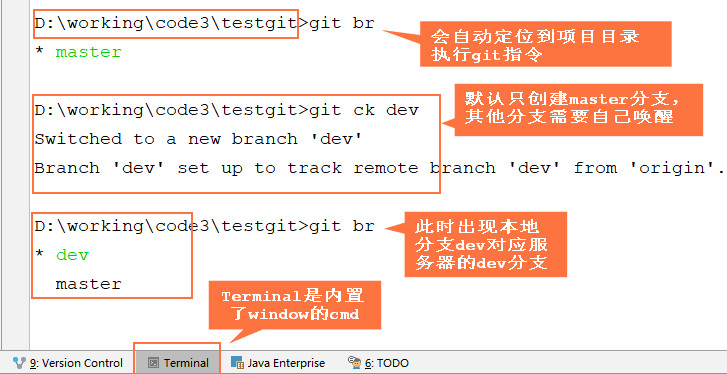 D:\working\code3\testgit>git br
会自动定位到项目目录
执行git指令
* master
默认只创建master分支，
其他分支需要自己唤醒
D:\working\code3\testgit>git ck dev
Switched to a new branch 'dev'
Branch 'dev' set up to track remote branch 'dev' from 'origin'.
D:\working\code3\testgit>git br
此时出现本地
分支dev对应服
务器的dev分支
* dev
master
Terminal是内置
了window的cmd
9: Version Control
Terminal
Java Enterprise
6: TODO